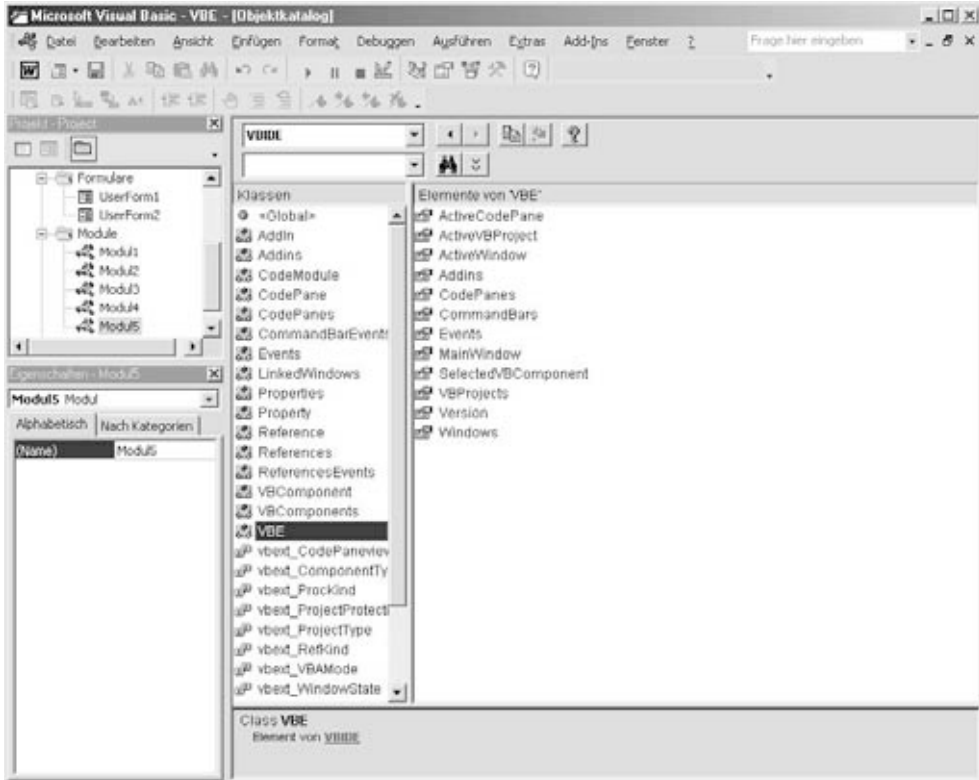 Microsoft Visual Basic - VBE - [Objektkatalog]
Datei Bearbeiten Ansicht Einfügen Format Debuggen Ausführen Extras Add-Ins Fenster ? Frage hier eingeben
Projekt - Project
Formulare
UserForm1
UserForm2
Module
Modul1
Modul2
Modul3
Modul4
Modul5
Eigenschaften - Modul5
Modul5 Modul
Alphabetisch Nach Kategorien
(Name) Modul5
VBIDE
Klassen
<Global>
AddIn
Addins
CodeModule
CodePane
CodePanes
CommandBarEvents
Events
LinkedWindows
Properties
Property
Reference
References
ReferencesEvents
VBComponent
VBComponents
VBE
vbext_CodePaneview
vbext_ComponentTy
vbext_ProcKind
vbext_ProjectProtecti
vbext_ProjectType
vbext_RefKind
vbext_VBAMode
vbext_WindowState
Elemente von 'VBE'
ActiveCodePane
ActiveVBProject
ActiveWindow
Addins
CodePanes
CommandBars
Events
MainWindow
SelectedVBComponent
VBProjects
Version
Windows
Class VBE
Element von VBIDE